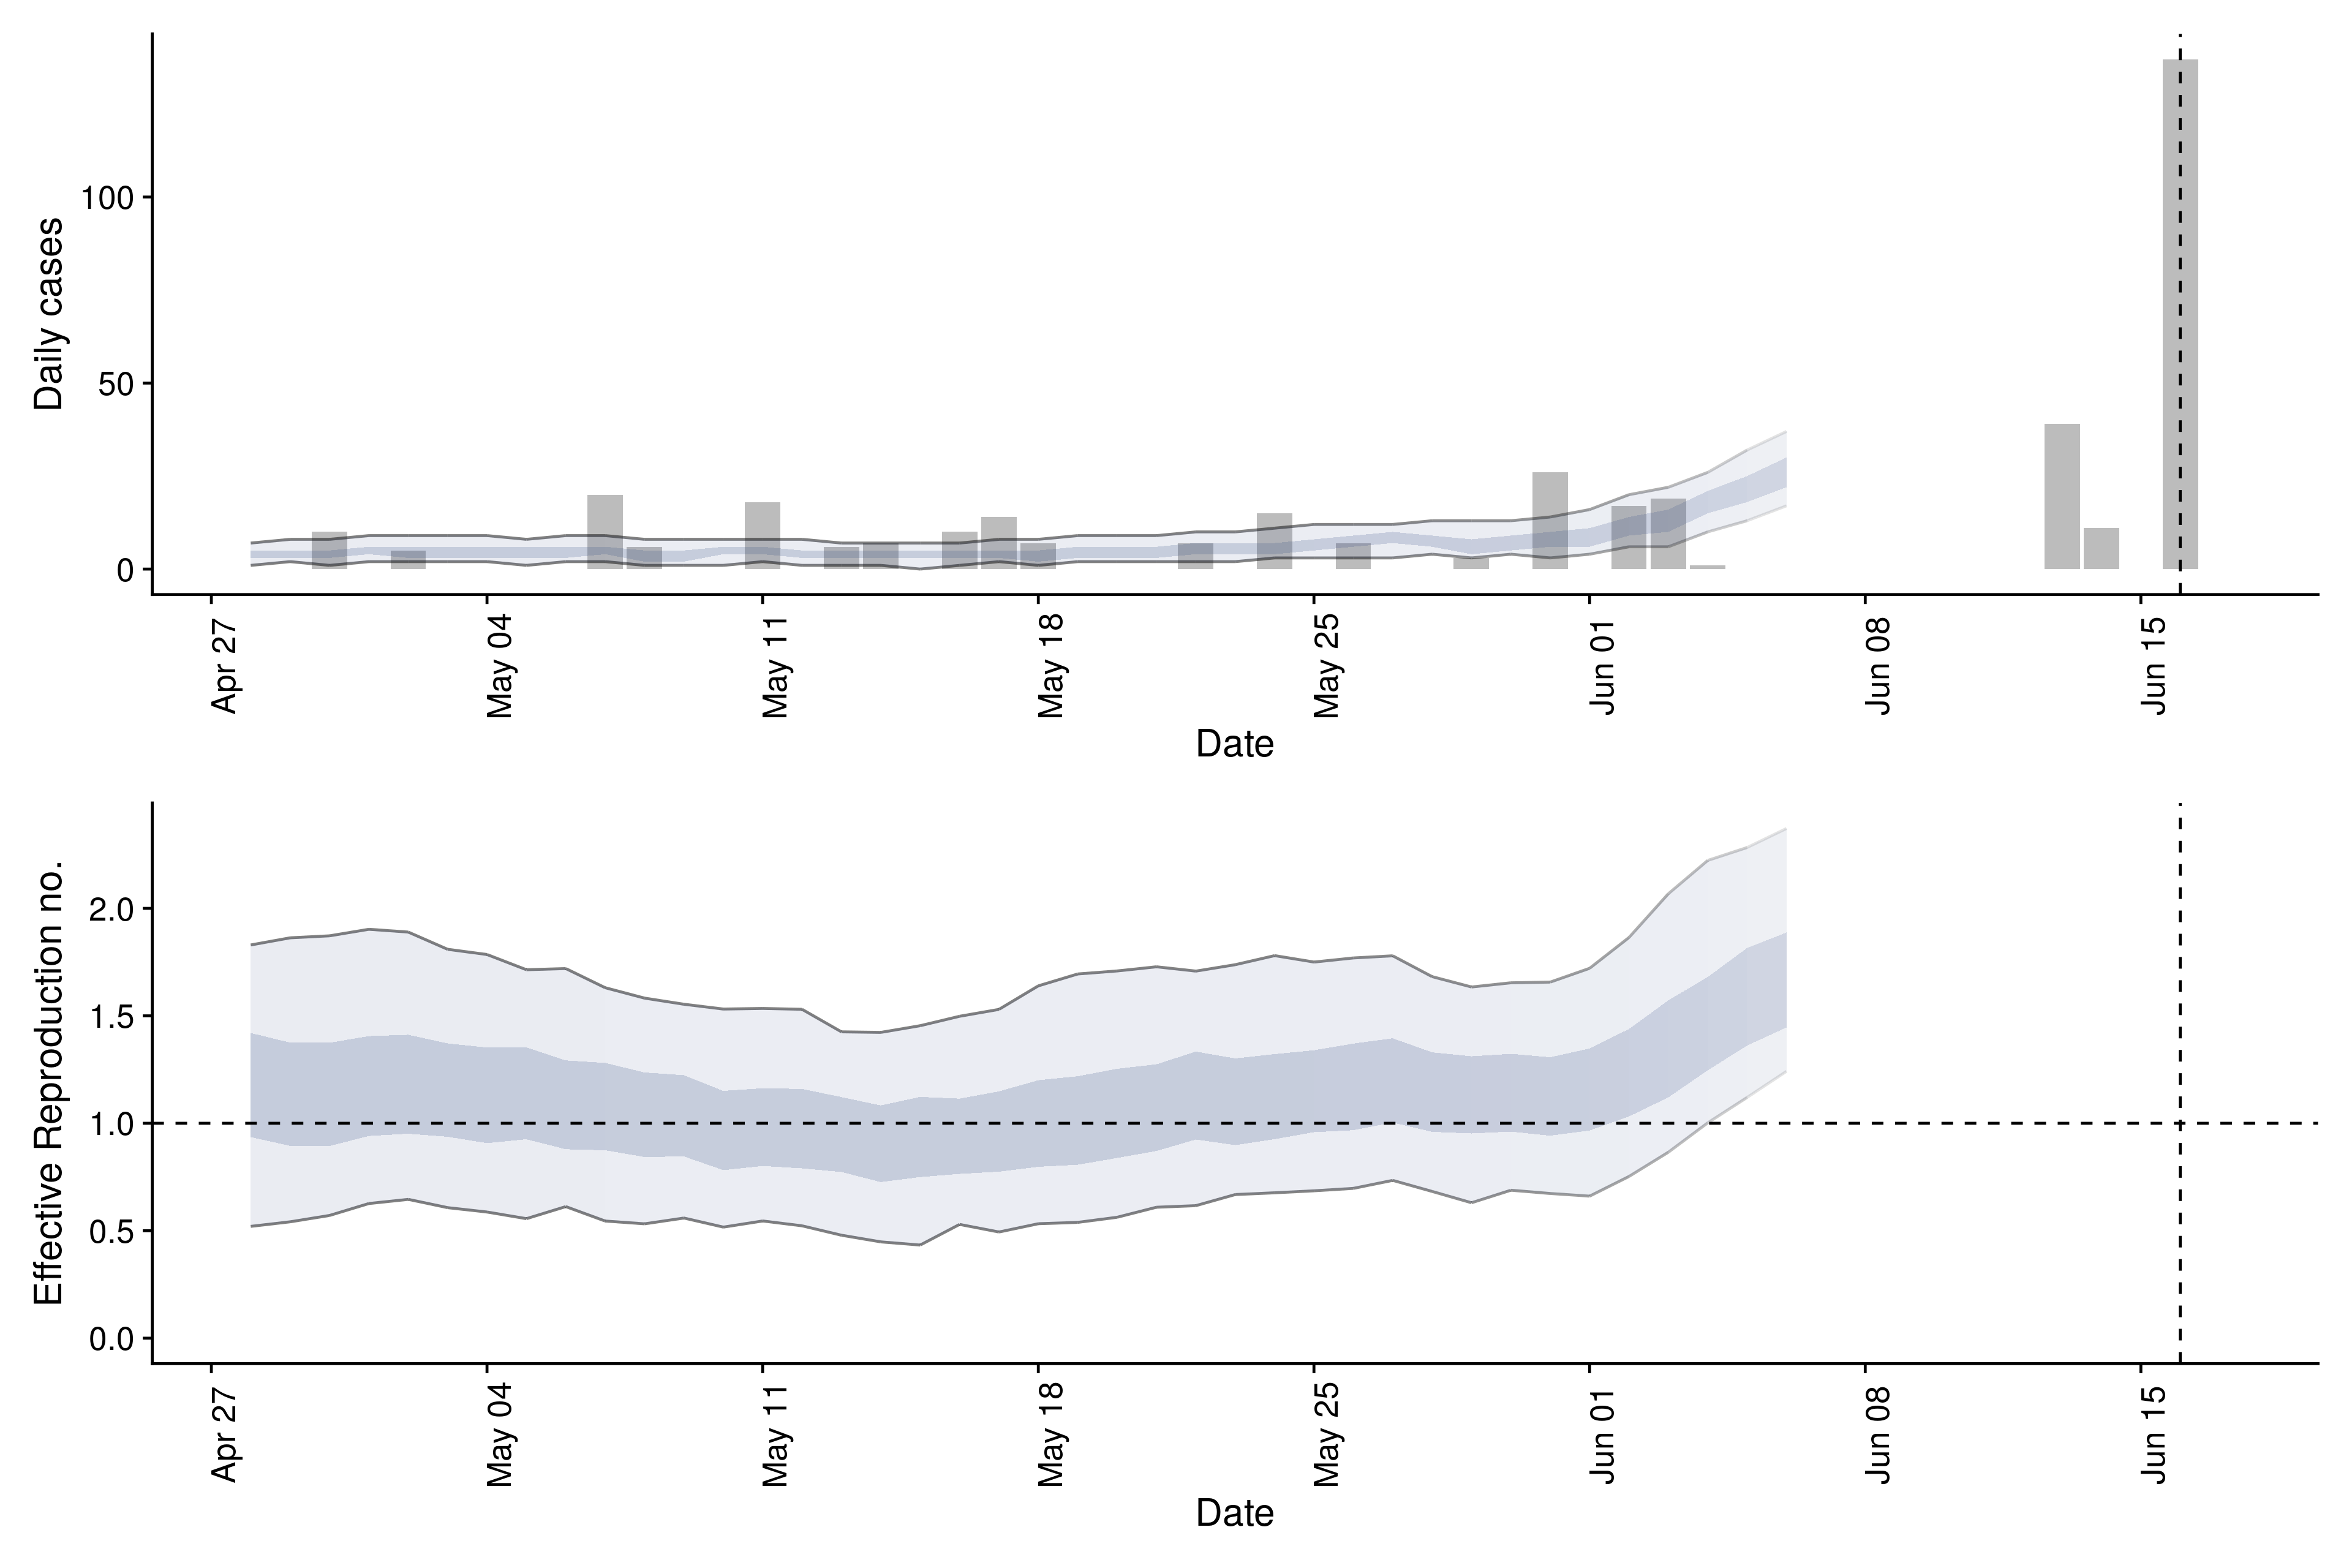 Daily cases
100
50
0
Apr 27
May 04
May 11
May 18
May 25
Jun 01
Jun 08
Jun 15
Date
Effective Reproduction no.
2.0
1.5
1.0
0.5
0.0
Apr 27
May 04
May 11
May 18
May 25
Jun 01
Jun 08
Jun 15
Date